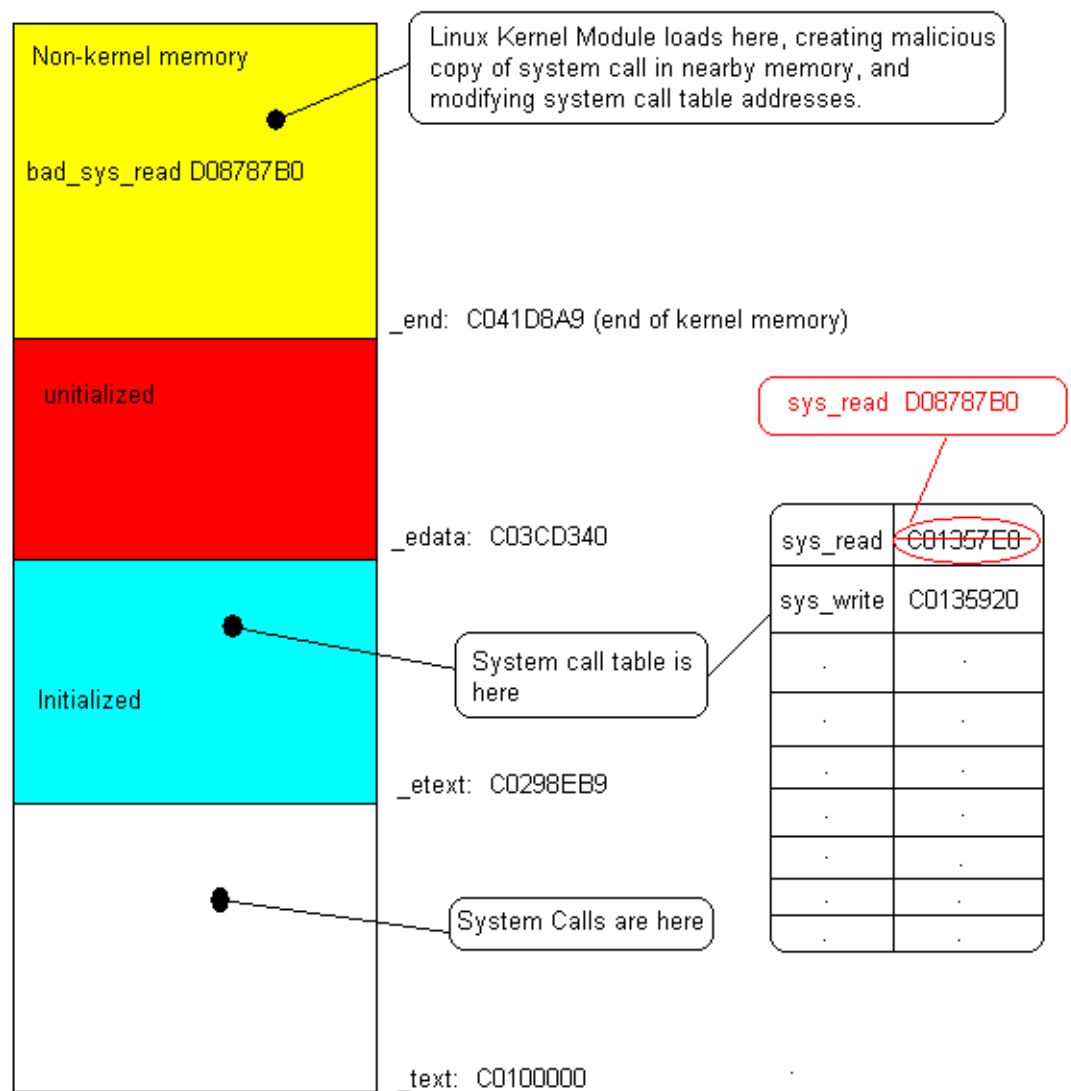 Non-kernel memory
bad_sys_read D08787B0
Linux Kernel Module loads here, creating malicious
copy of system call in nearby memory, and
modifying system call table addresses.
_end: C041D8A9 (end of kernel memory)
unitialized
sys_read D08787B0
_edata: C03CD340
sys_read C01357E0
sys_write C0135920
System call table is
here
Initialized
_etext: C0298EB9
System Calls are here
_text: C0100000